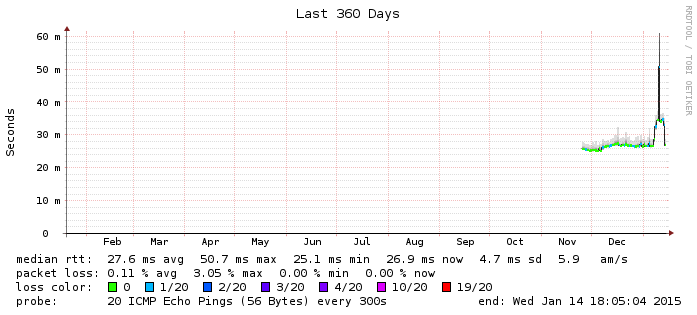 Last 360 Days
RRDTOOL / TOBI OETIKER
Seconds
60 m
50 m
40 m
30 m
20 m
10 m
0
Feb Mar Apr May Jun Jul Aug Sep Oct Nov Dec
median rtt: 27.6 ms avg 50.7 ms max 25.1 ms min 26.9 ms now 4.7 ms sd 5.9 am/s
packet loss: 0.11 % avg 3.05 % max 0.00 % min 0.00 % now
loss color: 0 1/20 2/20 3/20 4/20 10/20 19/20
probe: 20 ICMP Echo Pings (56 Bytes) every 300s end: Wed Jan 14 18:05:04 2015